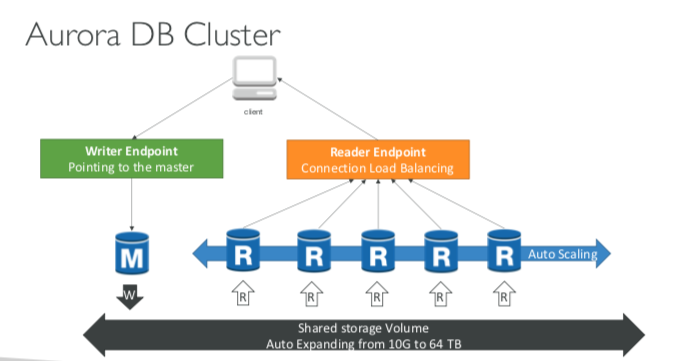 Aurora DB Cluster
client
Writer Endpoint
Pointing to the master
Reader Endpoint
Connection Load Balancing
M
R
R
R
R
R
Auto Scaling
W
R
R
R
R
R
Shared storage Volume
Auto Expanding from 10G to 64 TB